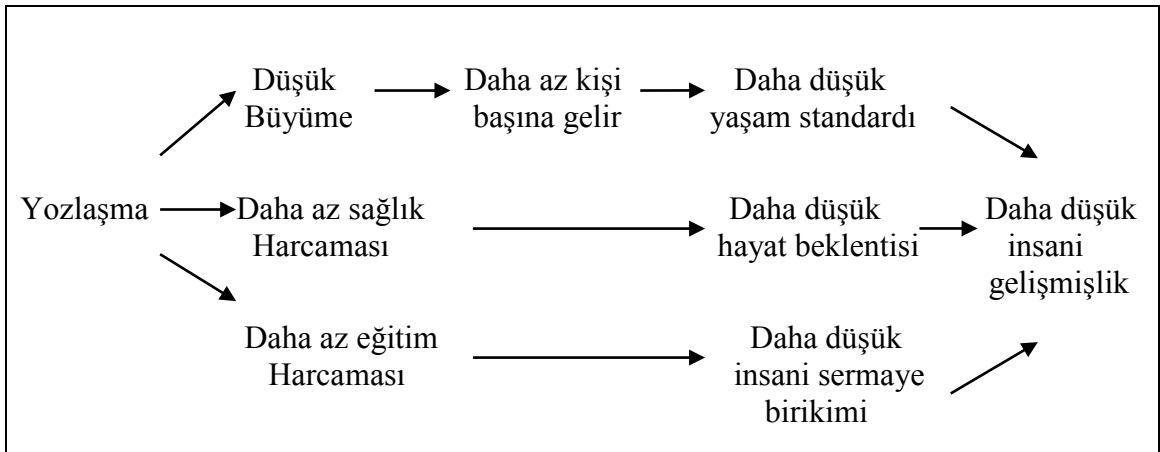 Düşük
Büyüme
Daha az kişi
başına gelir
Daha düşük
yaşam standardı
Yozlaşma
Daha az sağlık
Harcaması
Daha düşük
hayat beklentisi
Daha düşük
insani
gelişmişlik
Daha az eğitim
Harcaması
Daha düşük
insani sermaye
birikimi